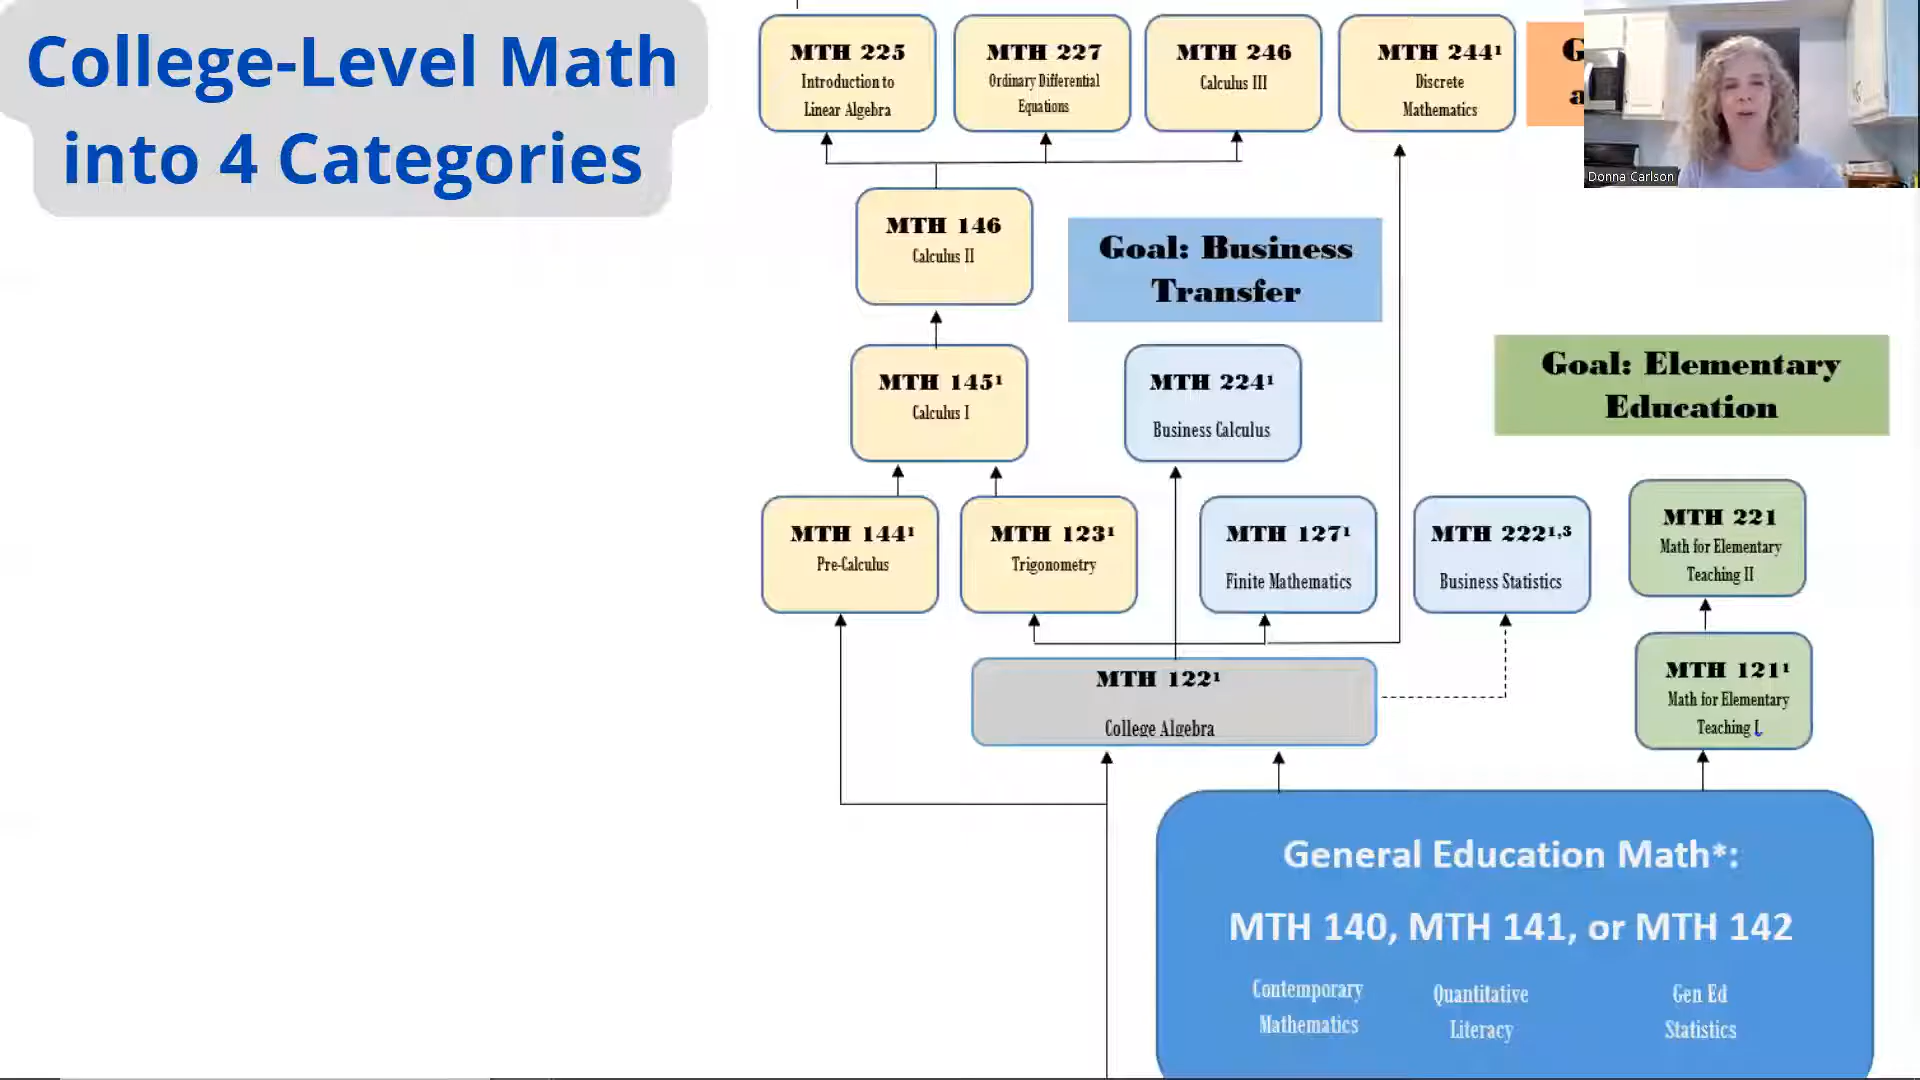 College-Level Math
into 4 Categories
MTH 225
Introduction to
Linear Algebra
MTH 227
Ordinary Differential
Equations
MTH 246
Calculus III
MTH 244¹
Discrete
Mathematics
Donna Carlson
MTH 146
Calculus II
Goal: Business
Transfer
MTH 145¹
Calculus I
MTH 224¹
Business Calculus
Goal: Elementary
Education
MTH 144¹
Pre-Calculus
MTH 123¹
Trigonometry
MTH 127¹
Finite Mathematics
MTH 222¹,³
Business Statistics
MTH 221
Math for Elementary
Teaching II
MTH 122¹
College Algebra
MTH 121¹
Math for Elementary
Teaching I
General Education Math*:
MTH 140, MTH 141, or MTH 142
Contemporary
Mathematics
Quantitative
Literacy
Gen Ed
Statistics